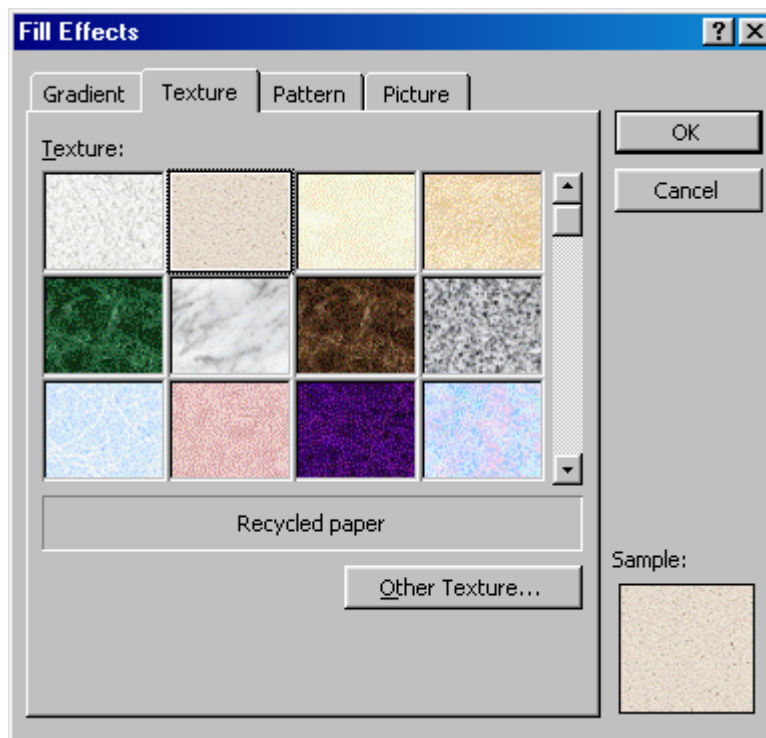 Fill Effects
Gradient Texture Pattern Picture
OK
Texture:
Cancel
Recycled paper
Other Texture...
Sample: